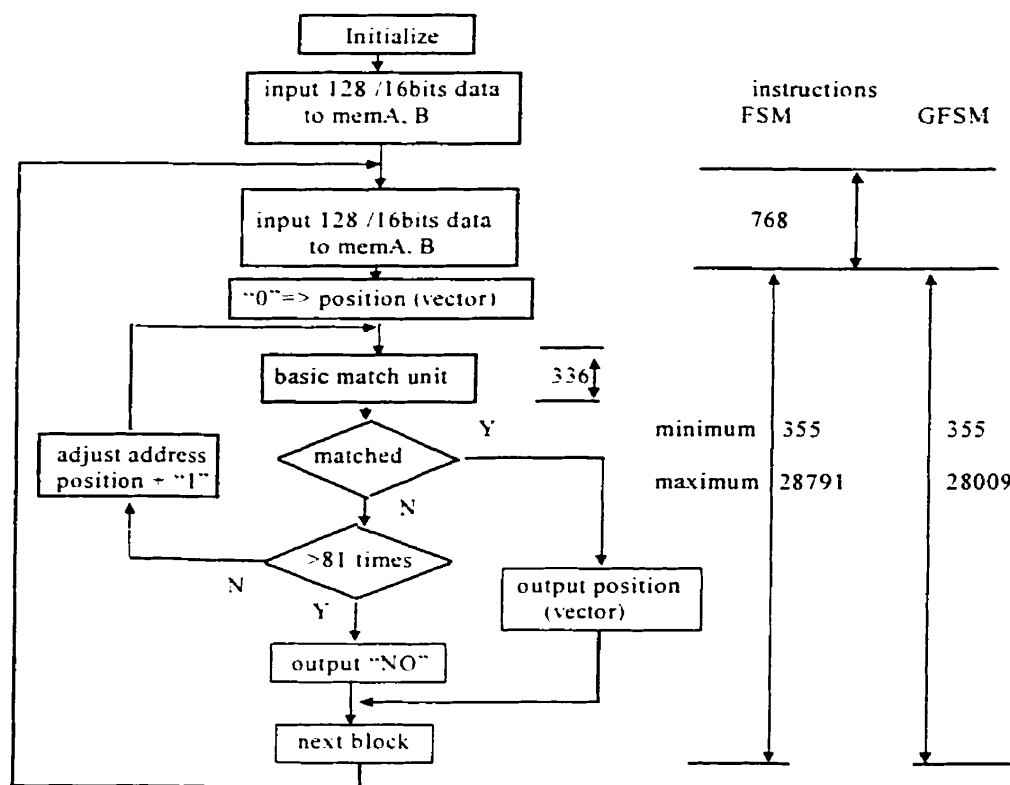 Initialize
input 128 /16bits data
to memA, B
instructions
FSM GFSM
input 128 /16bits data
to memA, B
768
“0”=> position (vector)
basic match unit
336
Y
minimum 355 355
adjust address
position + “1”
matched
maximum 28791 28009
N
>81 times
N
output position
(vector)
Y
output “NO”
next block